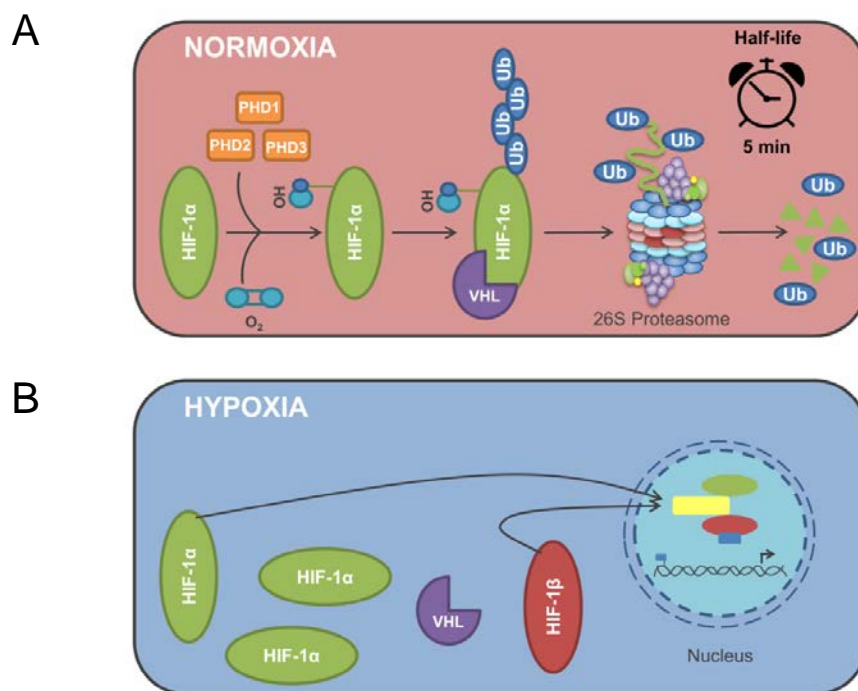 A
NORMOXIA
Half-life
5 min
PHD1
PHD2
PHD3
HIF-1α
O2
OH
HIF-1α
OH
HIF-1α
VHL
Ub
Ub
Ub
Ub
Ub
Ub
Ub
26S Proteasome
Ub
Ub
Ub
B
HYPOXIA
HIF-1α
HIF-1α
HIF-1α
VHL
HIF-1β
Nucleus